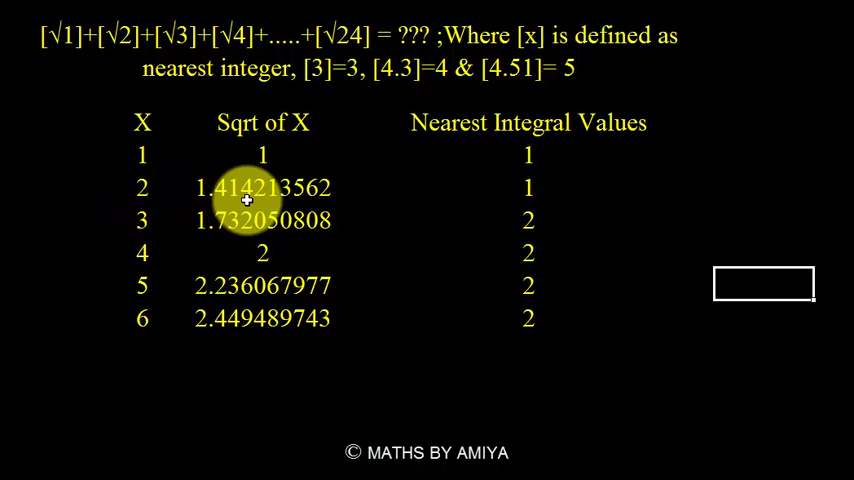 [√1]+[√2]+[√3]+[√4]+.....+[√24] = ??? ;Where [x] is defined as
nearest integer, [3]=3, [4.3]=4 & [4.51]= 5
X Sqrt of X Nearest Integral Values
1 1 1
2 1.414213562 1
3 1.732050808 2
4 2 2
5 2.236067977 2
6 2.449489743 2
© MATHS BY AMIYA